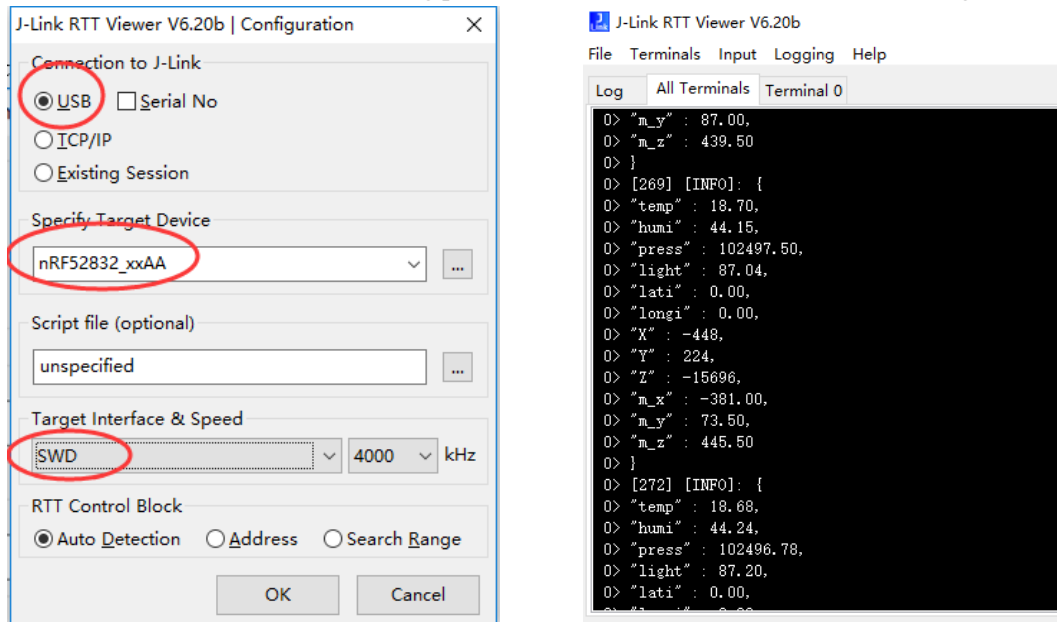 J-Link RTT Viewer V6.20b | Configuration
Connection to J-Link
USB
Serial No
TCP/IP
Existing Session
Specify Target Device
nRF52832_xxAA
...
Script file (optional)
unspecified
...
Target Interface & Speed
SWD
4000
kHz
RTT Control Block
Auto Detection
Address
Search Range
OK
Cancel
J-Link RTT Viewer V6.20b
File Terminals Input Logging Help
Log All Terminals Terminal 0
0> "m_y" : 87.00,
0> "m_z" : 439.50
0> }
0> [269] [INFO]: {
0> "temp" : 18.70,
0> "humi" : 44.15,
0> "press" : 102497.50,
0> "light" : 87.04,
0> "lati" : 0.00,
0> "longi" : 0.00,
0> "X" : -448,
0> "Y" : 224,
0> "Z" : -15696,
0> "m_x" : -381.00,
0> "m_y" : 73.50,
0> "m_z" : 445.50
0> }
0> [272] [INFO]: {
0> "temp" : 18.68,
0> "humi" : 44.24,
0> "press" : 102496.78,
0> "light" : 87.20,
0> "lati" : 0.00,